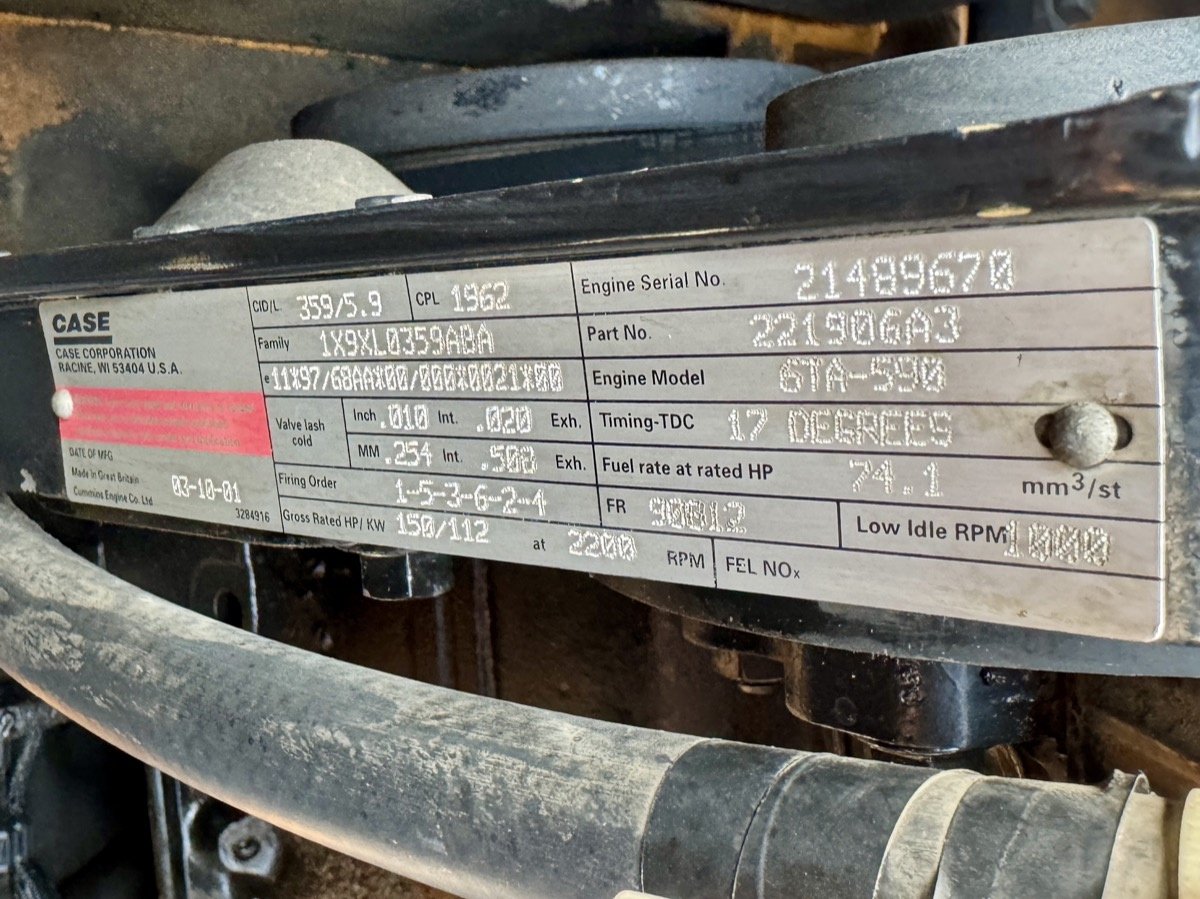 CASE
CASE CORPORATION
RACINE, WI 53404 U.S.A.
DATE OF MFG
Made in Great Britain
Cummins Engine Co. Ltd
03-10-01
3284916
CID/L. 359/5.9 CPL 1962
Family 1X9XL0359ABA
e 11*97/68AA*00/000*0021*00
Valve lash cold
Inch .010 Int. .020 Exh.
MM .254 Int. .508 Exh.
Firing Order 1-5-3-6-2-4
Gross Rated HP/KW 150/112 at 2200 RPM
Engine Serial No. 21489670
Part No. 221906A3
Engine Model 6TA-590
Timing-TDC 17 DEGREES
Fuel rate at rated HP 74.1 mm³/st
FR 90812 Low Idle RPM 1000
FEL NOx